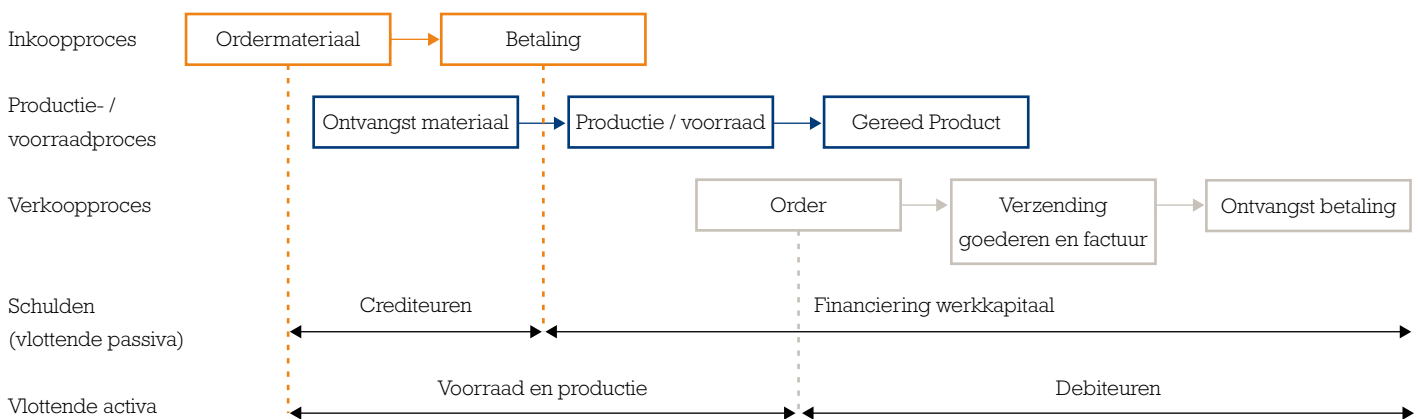 Inkoopproces
Ordermateriaal
Betaling
Productie- /
voorraadproces
Ontvangst materiaal
Productie / voorraad
Gereed Product
Verkoopproces
Order
Verzending
goederen en factuur
Ontvangst betaling
Schulden
(vlottende passiva)
Crediteuren
Financiering werkkapitaal
Vlottende activa
Voorraad en productie
Debiteuren